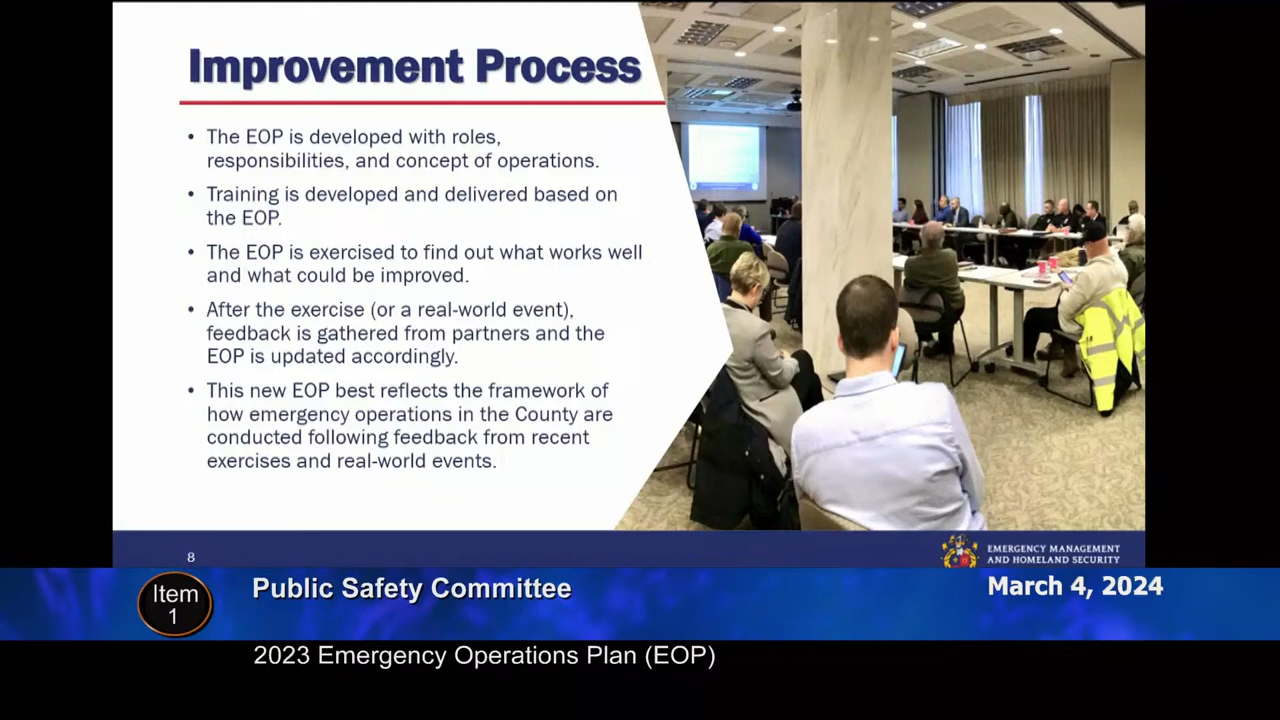 Improvement Process
• The EOP is developed with roles,
responsibilities, and concept of operations.
• Training is developed and delivered based on
the EOP.
• The EOP is exercised to find out what works well
and what could be improved.
• After the exercise (or a real-world event),
feedback is gathered from partners and the
EOP is updated accordingly.
• This new EOP best reflects the framework of
how emergency operations in the County are
conducted following feedback from recent
exercises and real-world events.
8
EMERGENCY MANAGEMENT
AND HOMELAND SECURITY
Item
1
Public Safety Committee
March 4, 2024
2023 Emergency Operations Plan (EOP)